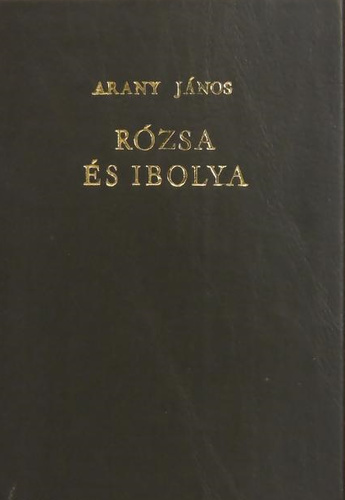 ARANY JÁNOS
RÓZSA
ÉS IBOLYA